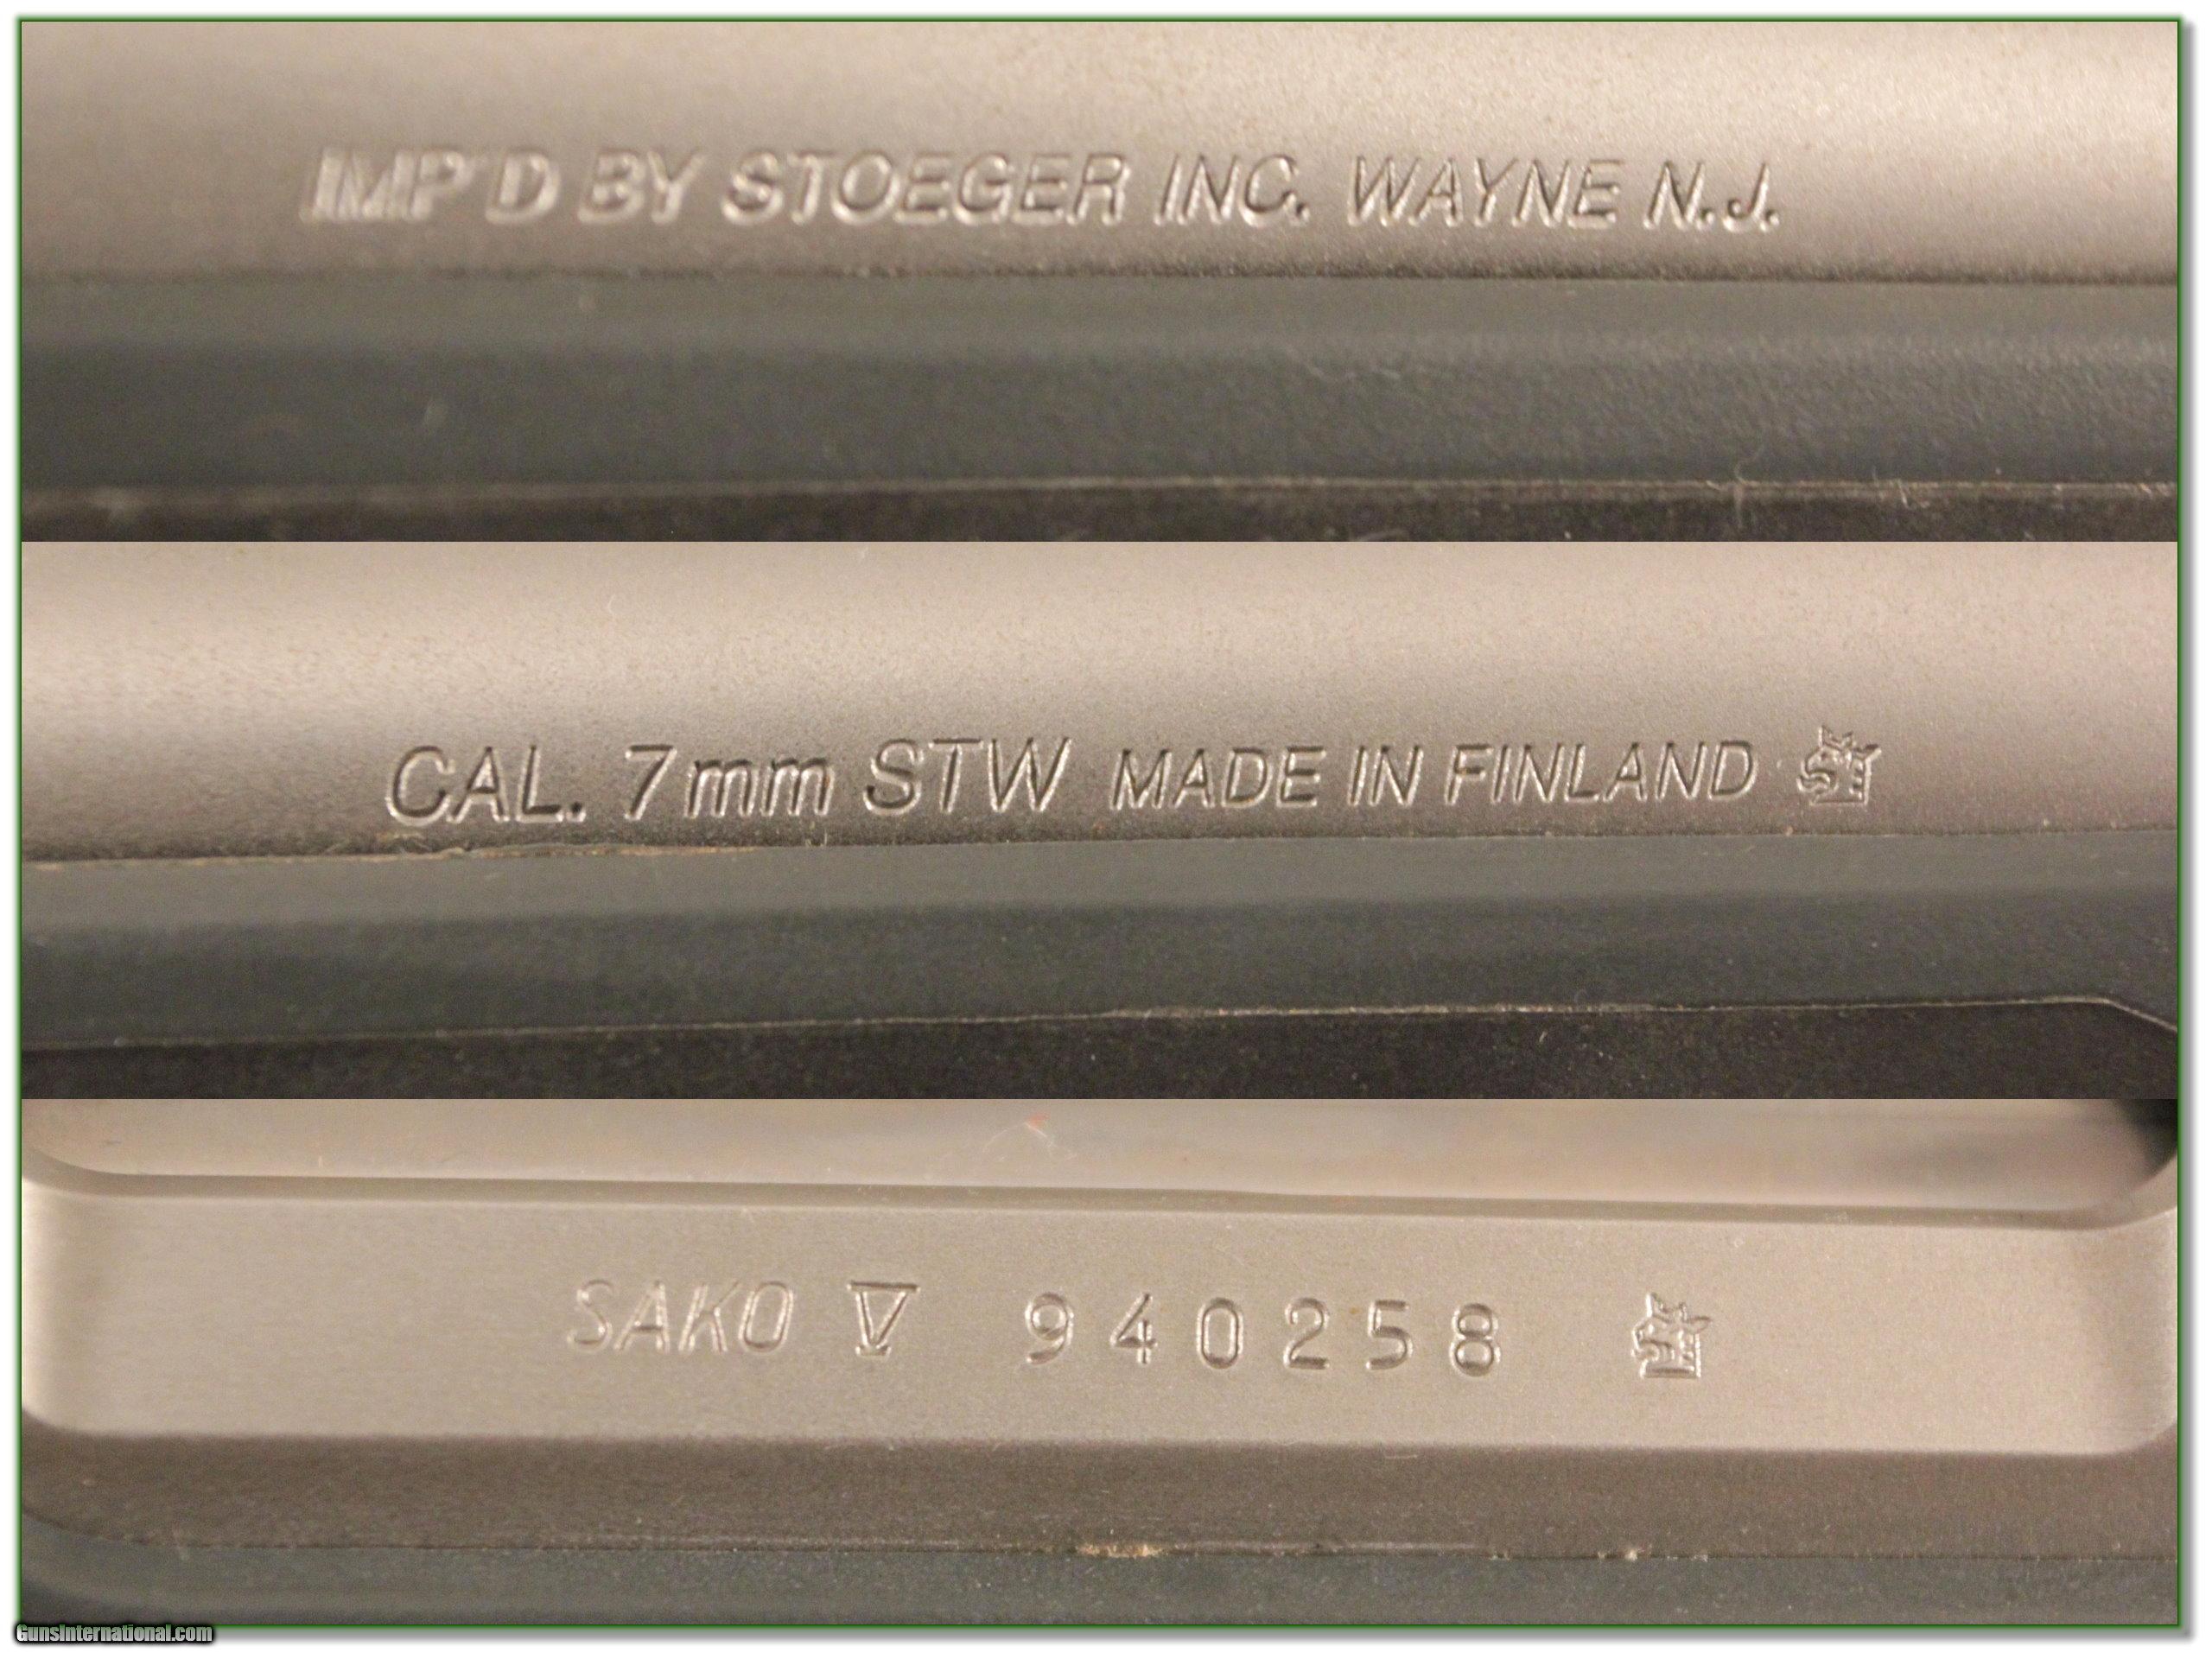 IMP'D BY STOEGER INC. WAYNE N.J.
CAL. 7mm STW MADE IN FINLAND
SAKO V 940258
GunsInternational.com